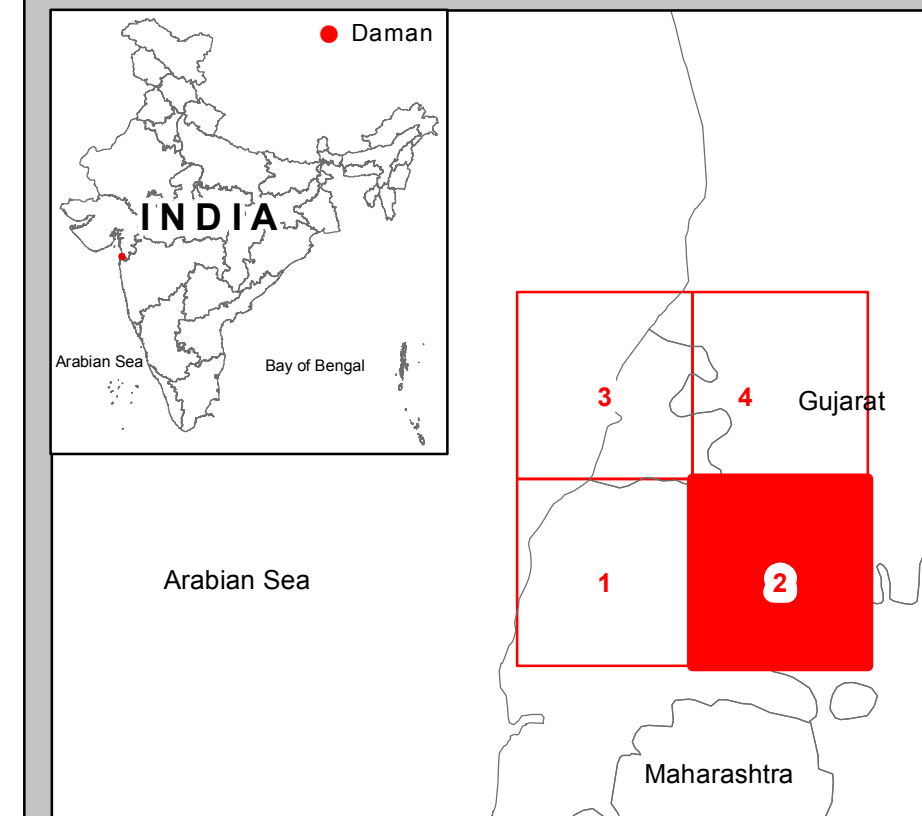 Daman
INDIA
Arabian Sea
Bay of Bengal
3
4
Gujarat
Arabian Sea
1
2
Maharashtra